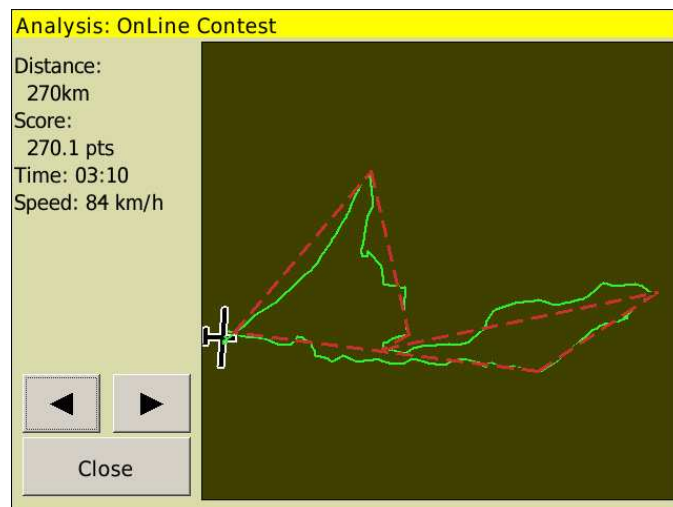 Analysis: OnLine Contest
Distance:
270km
Score:
270.1 pts
Time: 03:10
Speed: 84 km/h
Close